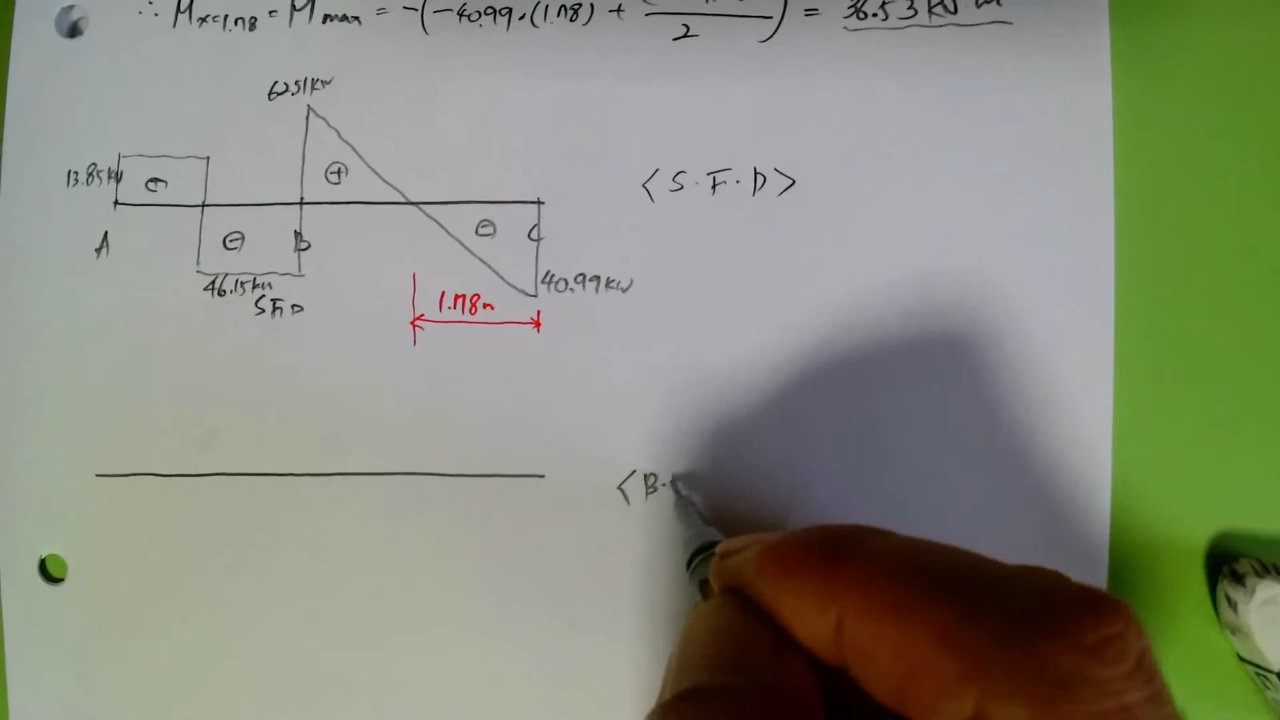 ∴ Mx=1.78 = Mmax = -(-40.99·(1.78) + ―/2) = 36.53 kN m
62.51kN
13.85kN ⊖ ⊕ <S.F.D>
A ⊖ B ⊖ C
46.15kN 40.99kN
SFD 1.78m
<B.